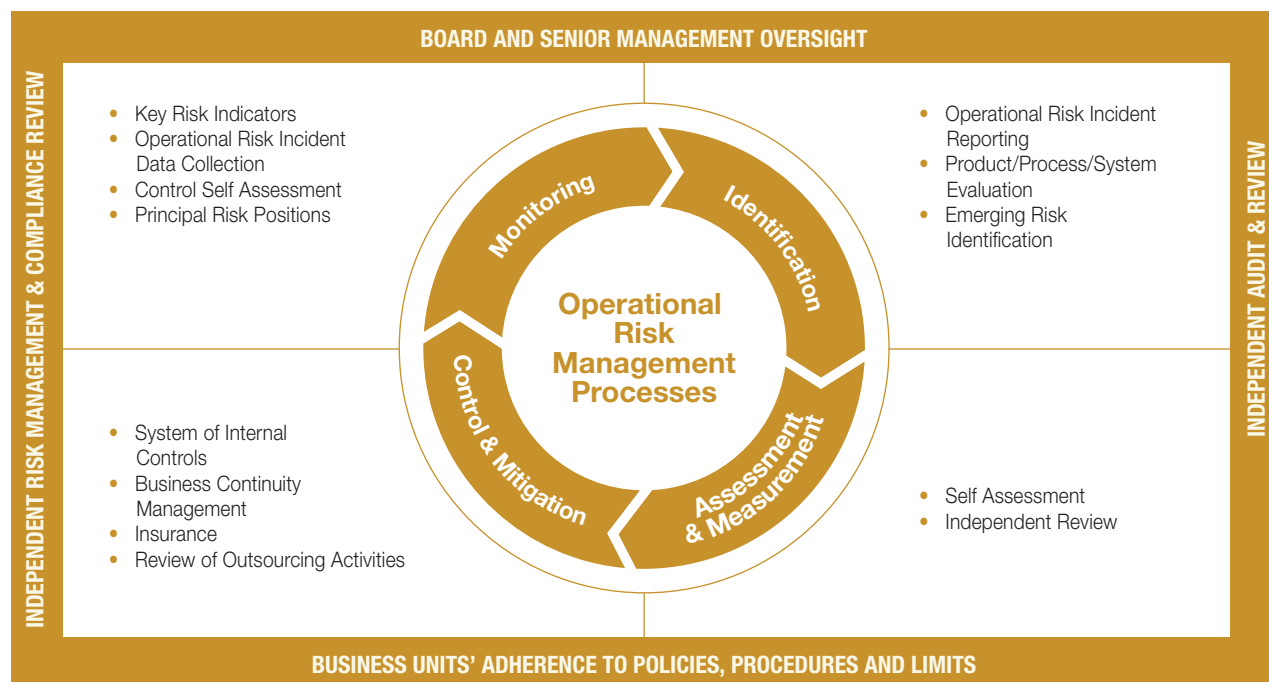 BOARD AND SENIOR MANAGEMENT OVERSIGHT
INDEPENDENT RISK MANAGEMENT & COMPLIANCE REVIEW
• Key Risk Indicators
• Operational Risk Incident
Data Collection
• Control Self Assessment
• Principal Risk Positions
• Operational Risk Incident
Reporting
• Product/Process/System
Evaluation
• Emerging Risk
Identification
Monitoring
Identification
Operational
Risk
Management
Processes
Control & Mitigation
Assessment
& Measurement
• System of Internal
Controls
• Business Continuity
Management
• Insurance
• Review of Outsourcing Activities
• Self Assessment
• Independent Review
INDEPENDENT AUDIT & REVIEW
BUSINESS UNITS’ ADHERENCE TO POLICIES, PROCEDURES AND LIMITS